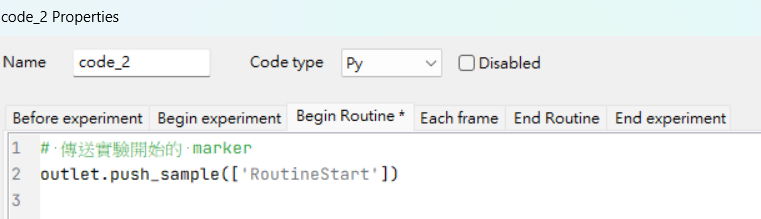 code_2 Properties
Name code_2 Code type Py Disabled
Before experiment Begin experiment Begin Routine * Each frame End Routine End experiment
1 # 傳送實驗開始的 marker
2 outlet.push_sample(['RoutineStart'])
3